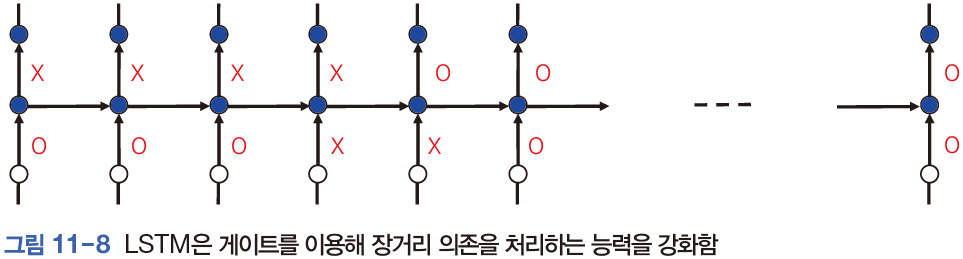 X X X X O O O
O O O X X O O
그림 11-8 LSTM은 게이트를 이용해 장거리 의존을 처리하는 능력을 강화함